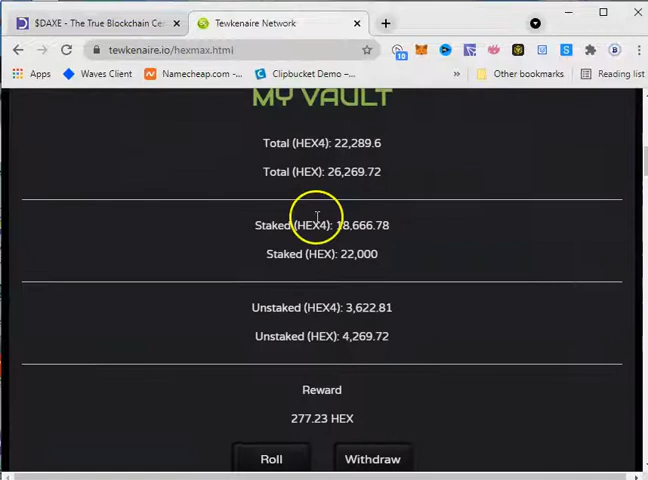 $DAXE - The True Blockchain Ce
Tewkenaire Network
tewkenaire.io/hexmax.html
10
Apps
Waves Client
Namecheap.com -...
Clipbucket Demo –...
Other bookmarks
Reading list
MY VAULT
Total (HEX4): 22,289.6
Total (HEX): 26,269.72
Staked (HEX4): 18,666.78
Staked (HEX): 22,000
Unstaked (HEX4): 3,622.81
Unstaked (HEX): 4,269.72
Reward
277.23 HEX
Roll
Withdraw